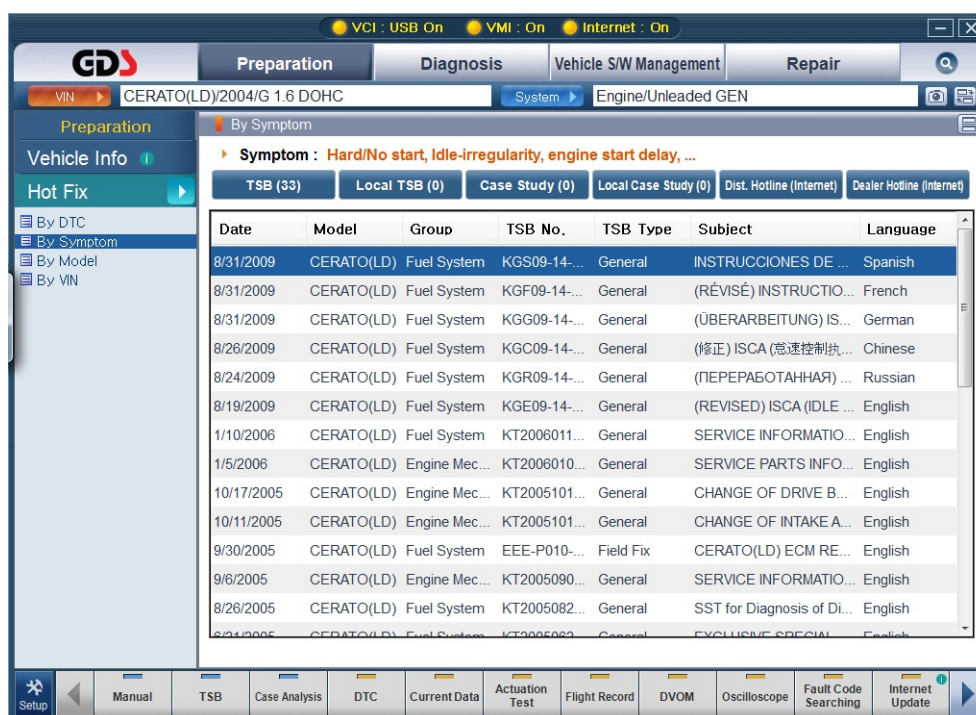 VCI : USB On VMI : On Internet : On
GDS Preparation Diagnosis Vehicle S/W Management Repair
VIN CERATO(LD)/2004/G 1.6 DOHC System Engine/Unleaded GEN
Preparation
Vehicle Info i
Hot Fix
By DTC
By Symptom
By Model
By VIN
By Symptom
Symptom : Hard/No start, Idle-irregularity, engine start delay, ...
TSB (33) Local TSB (0) Case Study (0) Local Case Study (0) Dist. Hotline (Internet) Dealer Hotline (Internet)
Date Model Group TSB No. TSB Type Subject Language
8/31/2009 CERATO(LD) Fuel System KGS09-14-... General INSTRUCCIONES DE ... Spanish
8/31/2009 CERATO(LD) Fuel System KGF09-14-... General (RÉVISÉ) INSTRUCTIO... French
8/31/2009 CERATO(LD) Fuel System KGG09-14-... General (ÜBERARBEITUNG) IS... German
8/26/2009 CERATO(LD) Fuel System KGC09-14-... General (修正) ISCA (怠速控制执... Chinese
8/24/2009 CERATO(LD) Fuel System KGR09-14-... General (ПЕРЕРАБОТАННАЯ) ... Russian
8/19/2009 CERATO(LD) Fuel System KGE09-14-... General (REVISED) ISCA (IDLE ... English
1/10/2006 CERATO(LD) Fuel System KT2006011... General SERVICE INFORMATIO... English
1/5/2006 CERATO(LD) Engine Mec... KT2006010... General SERVICE PARTS INFO... English
10/17/2005 CERATO(LD) Engine Mec... KT2005101... General CHANGE OF DRIVE B... English
10/11/2005 CERATO(LD) Engine Mec... KT2005101... General CHANGE OF INTAKE A... English
9/30/2005 CERATO(LD) Fuel System EEE-P010-... Field Fix CERATO(LD) ECM RE... English
9/6/2005 CERATO(LD) Engine Mec... KT2005090... General SERVICE INFORMATIO... English
8/26/2005 CERATO(LD) Fuel System KT2005082... General SST for Diagnosis of Di... English
CERATO(LD) Fuel System General EXCLUSIVE SPECIAL English
Setup Manual TSB Case Analysis DTC Current Data Actuation Test Flight Record DVOM Oscilloscope Fault Code Searching Internet Update